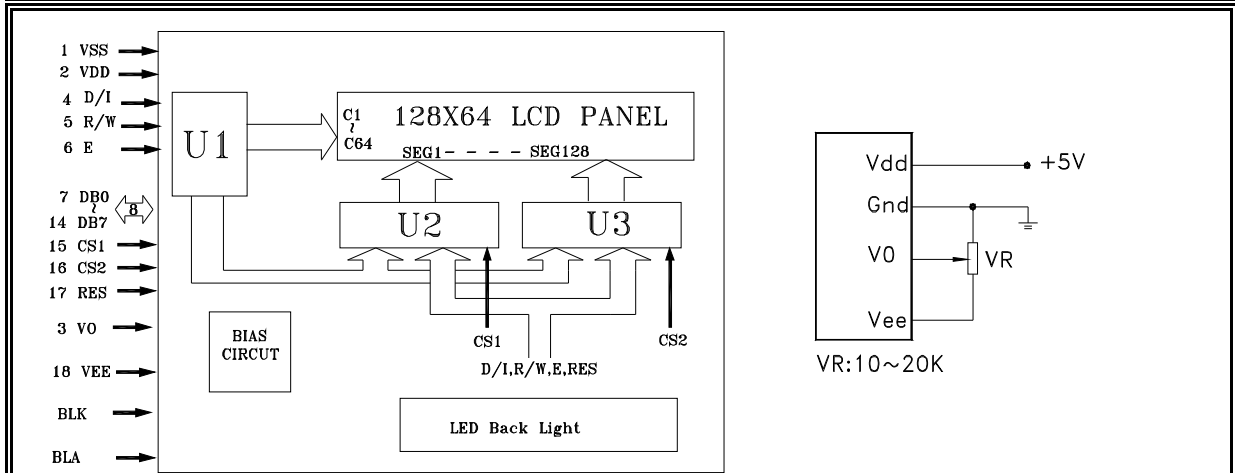 1 VSS
2 VDD
4 D/I
5 R/W
6 E
7 DB0
~
14 DB7
8
15 CS1
16 CS2
17 RES
3 VO
18 VEE
BLK
BLA
U1
C1
~
C64
128X64 LCD PANEL
SEG1- - - - SEG128
U2
U3
CS1
CS2
D/I,R/W,E,RES
BIAS
CIRCUT
LED Back Light
Vdd
+5V
Gnd
V0
VR
Vee
VR:10~20K